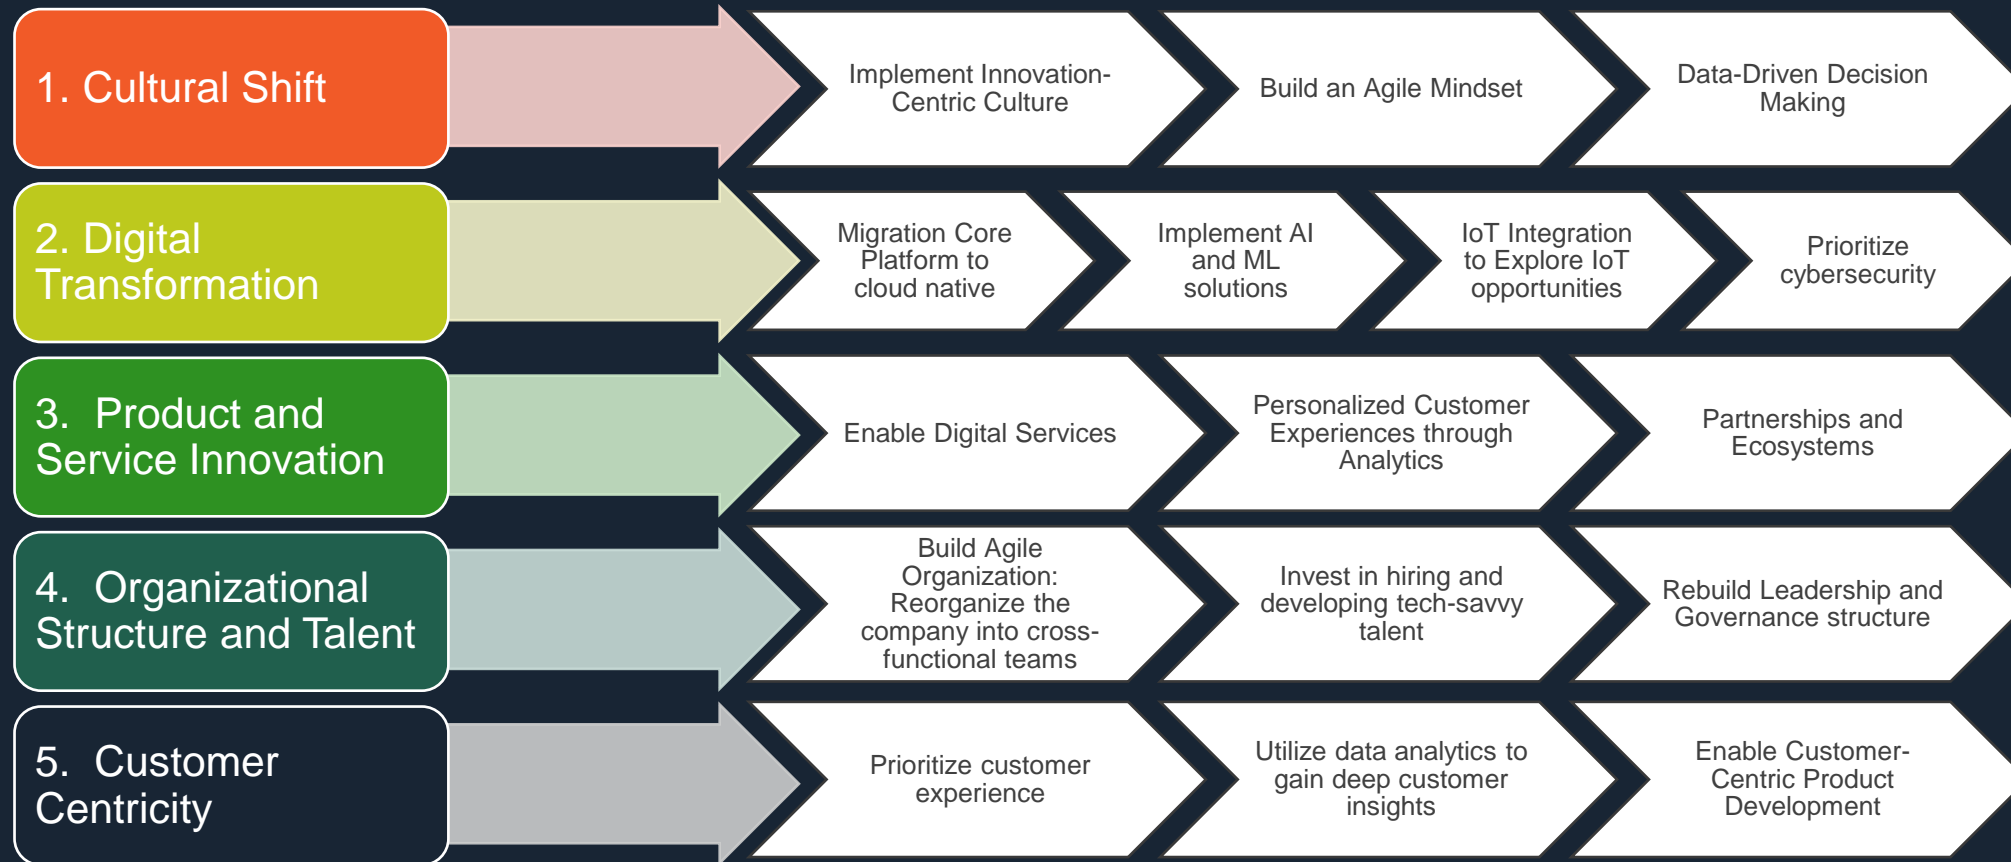 1. Cultural Shift
Implement Innovation-
Centric Culture
Build an Agile Mindset
Data-Driven Decision
Making
2. Digital
Transformation
Migration Core
Platform to
cloud native
Implement AI
and ML
solutions
IoT Integration
to Explore IoT
opportunities
Prioritize
cybersecurity
3.  Product and
Service Innovation
Enable Digital Services
Personalized Customer
Experiences through
Analytics
Partnerships and
Ecosystems
4.  Organizational
Structure and Talent
Build Agile
Organization:
Reorganize the
company into cross-
functional teams
Invest in hiring and
developing tech-savvy
talent
Rebuild Leadership and
Governance structure
5.  Customer
Centricity
Prioritize customer
experience
Utilize data analytics to
gain deep customer
insights
Enable Customer-
Centric Product
Development